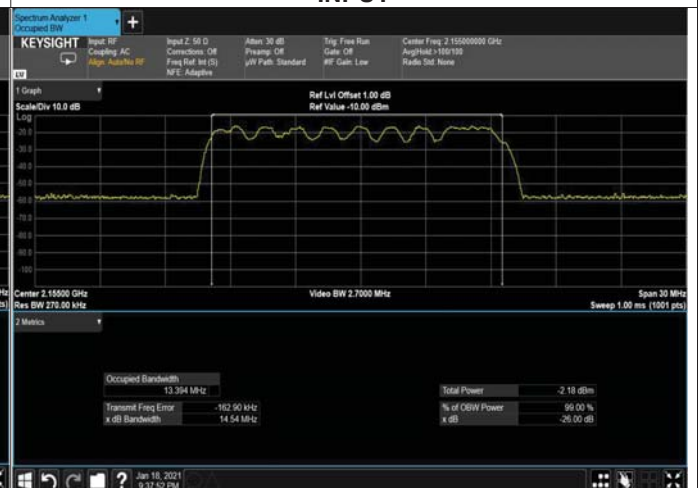 INPUT
Spectrum Analyzer 1
Occupied BW
KEYSIGHT
Input: RF
Coupling: AC
Align: Auto/No RF
Input Z: 50 Ω
Corrections: Off
Freq Ref: Int (S)
NFE: Adaptive
Atten: 30 dB
Preamp: Off
µW Path: Standard
Trig: Free Run
Gate: Off
#IF Gain: Low
Center Freq: 2.155000000 GHz
Avg|Hold:>100/100
Radio Std: None
LVI
1 Graph
Scale/Div 10.0 dB
Ref Lvl Offset 1.00 dB
Ref Value -10.00 dBm
Log
-20.0
-30.0
-40.0
-50.0
-60.0
-70.0
-80.0
-90.0
-100
Hz
Center 2.15500 GHz
Video BW 2.7000 MHz
Span 30 MHz
ts)
Res BW 270.00 kHz
Sweep 1.00 ms (1001 pts)
2 Metrics
Occupied Bandwidth
13.394 MHz
Total Power -2.18 dBm
Transmit Freq Error -162.90 kHz
% of OBW Power 99.00 %
x dB Bandwidth 14.54 MHz
x dB -26.00 dB
?
Jan 18, 2021
9:37:52 PM